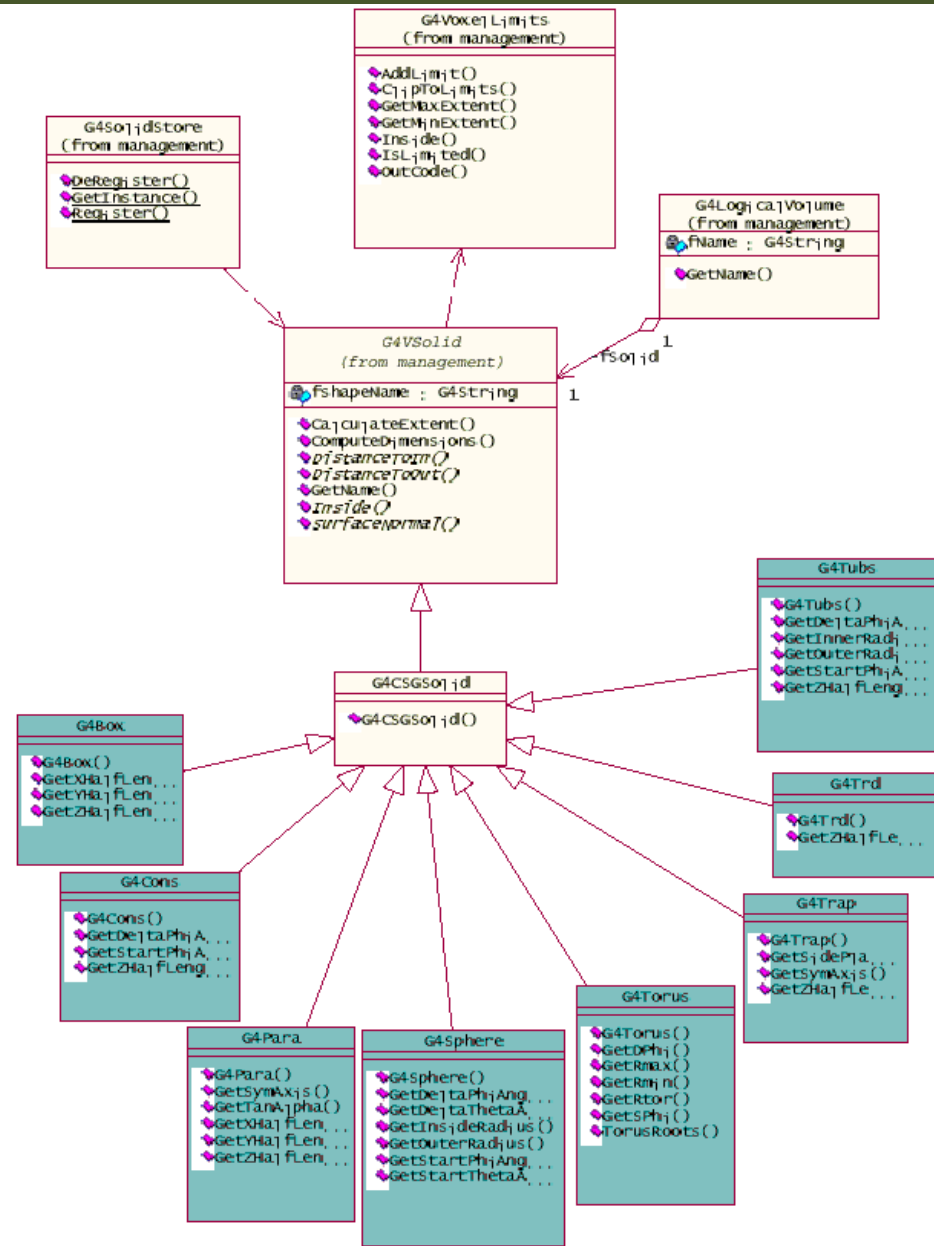 G4VoxelLimits
(from management)
AddLimit()
ClipToLimits()
GetMaxExtent()
GetMinExtent()
Inside()
IsLimited()
OutCode()
G4SolidStore
(from management)
DeRegister()
GetInstance()
Register()
G4LogicalVolume
(from management)
fName : G4String
GetName()
1
-fSolid
1
G4VSolid
(from management)
fshapeName : G4String
CalculateExtent()
ComputeDimensions()
DistanceToIn()
DistanceToOut()
GetName()
Inside()
SurfaceNormal()
G4Tubs
G4Tubs()
GetDeltaPhiA...
GetInnerRadi...
GetOuterRadi...
GetStartPhiA...
GetZHalfLeng...
G4CSGSolid
G4CSGSolid()
G4Box
G4Box()
GetXHalfLen...
GetYHalfLen...
GetZHalfLen...
G4Trd
G4Trd()
GetZHalfLe...
G4Cons
G4Cons()
GetDeltaPhiA...
GetStartPhiA...
GetZHalfLeng...
G4Trap
G4Trap()
GetSidePla...
GetSymAxis()
GetZHalfLe...
G4Para
G4Para()
GetSymAxis()
GetTanAlpha()
GetXHalfLen...
GetYHalfLen...
GetZHalfLen...
G4Sphere
G4Sphere()
GetDeltaPhiAng...
GetDeltaThetaA...
GetInsideRadius()
GetOuterRadius()
GetStartPhiAng...
GetStartThetaA...
G4Torus
G4Torus()
GetDPhi()
GetRmax()
GetRmin()
GetRtor()
GetSPhi()
TorusRoots()